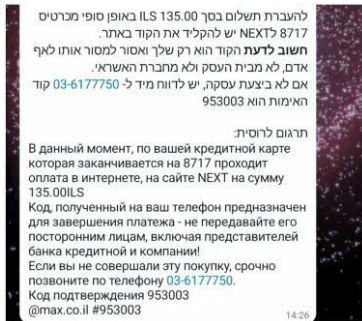 להעברת תשלום בסך 135.00 ILS באופן סופי מכרטיס
8717 לNEXT יש להקליד את הקוד באתר.
חשוב לדעת הקוד הוא רק שלך ואסור למסור אותו לאף
אדם, לא מבית העסק ולא מחברת האשראי.
אם לא ביצעת עסקה, יש לדווח מיד ל- 03-6177750 קוד
האימות הוא 953003
תרגום לרוסית:
В данный момент, по вашей кредитной карте
которая заканчивается на 8717 проходит
оплата в интернете, на сайте NEXT на сумму
135.00ILS
Код, полученный на ваш телефон предназначен
для завершения платежа - не передавайте его
посторонним лицам, включая представителей
банка кредитной и компании!
Если вы не совершали эту покупку, срочно
позвоните по телефону 03-6177750.
Код подтверждения 953003
@max.co.il #953003
14:26